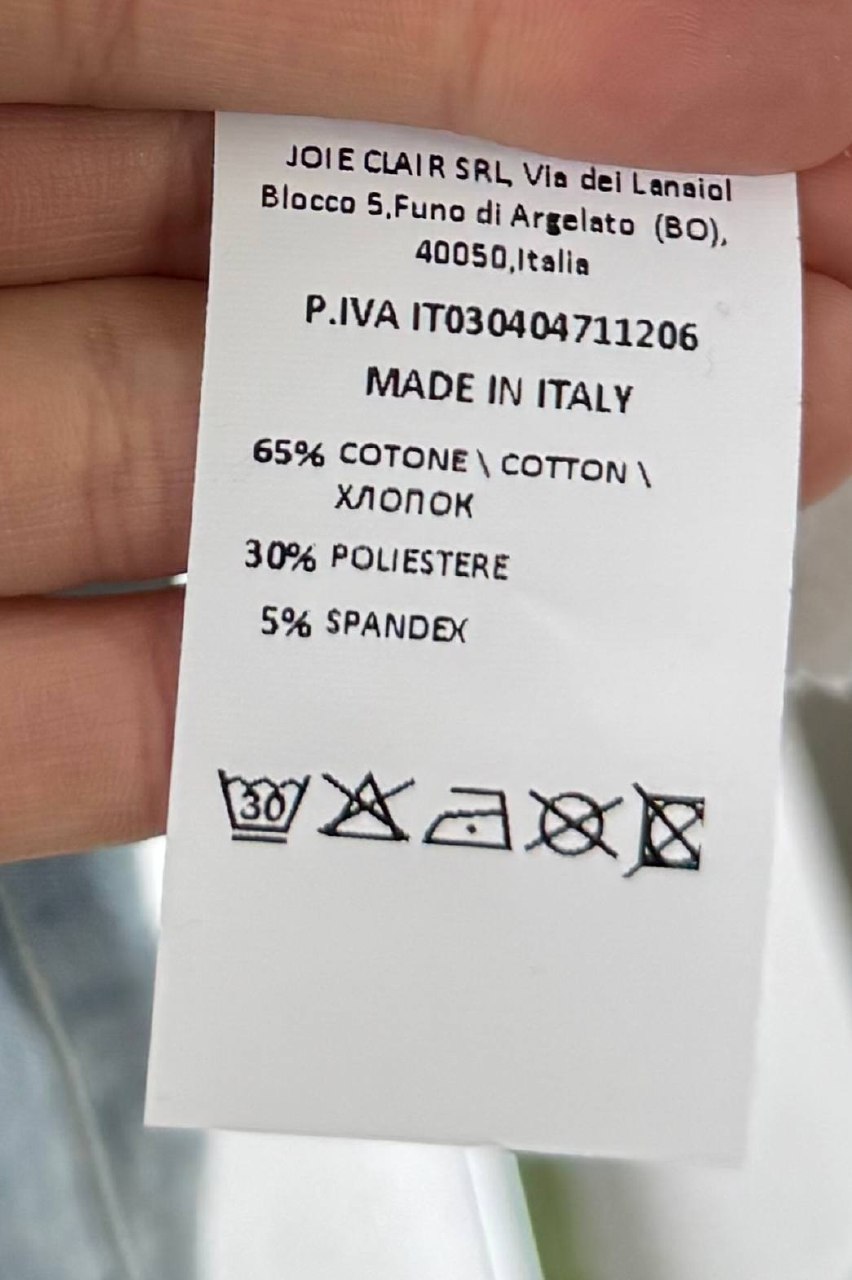 JOIE CLAIR SRL, Via dei Lanaiol
Blocco 5,Funo di Argelato (BO),
40050,Italia
P.IVA IT030404711206
MADE IN ITALY
65% COTONE \ COTTON \
ХЛОПОК
30% POLIESTERE
5% SPANDEX
30